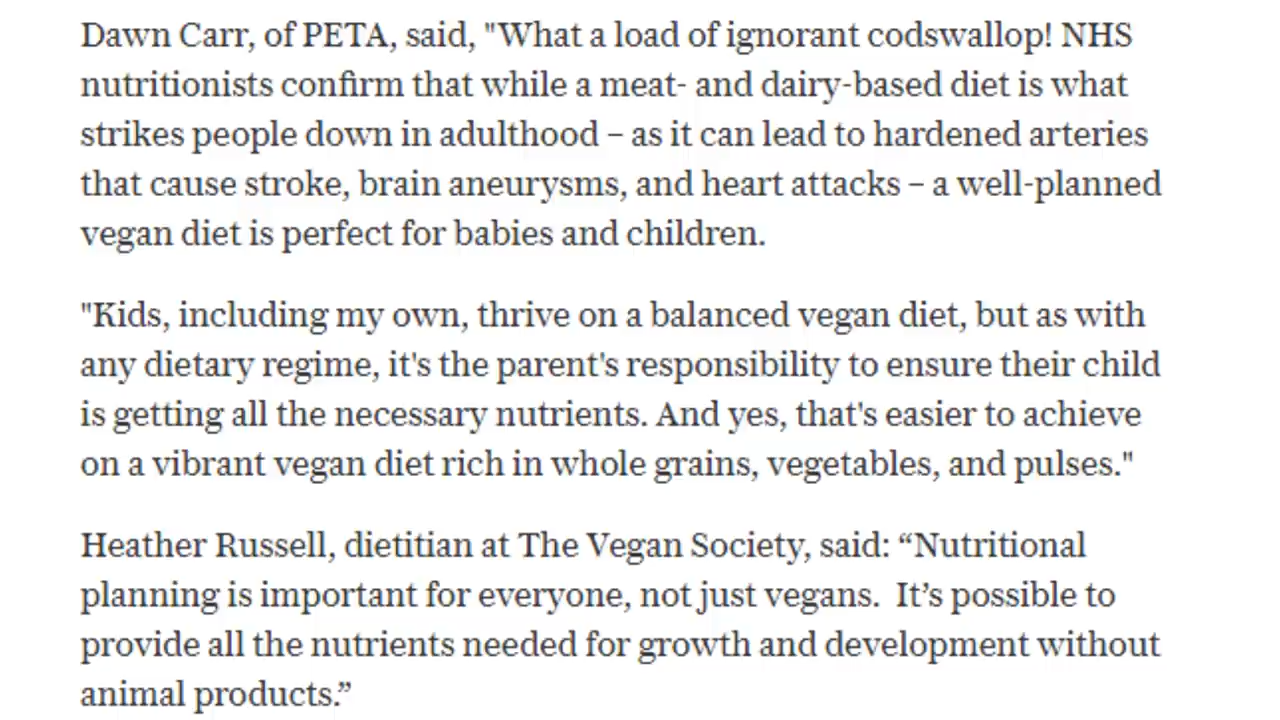 Dawn Carr, of PETA, said, "What a load of ignorant codswallop! NHS
nutritionists confirm that while a meat- and dairy-based diet is what
strikes people down in adulthood – as it can lead to hardened arteries
that cause stroke, brain aneurysms, and heart attacks – a well-planned
vegan diet is perfect for babies and children.
"Kids, including my own, thrive on a balanced vegan diet, but as with
any dietary regime, it's the parent's responsibility to ensure their child
is getting all the necessary nutrients. And yes, that's easier to achieve
on a vibrant vegan diet rich in whole grains, vegetables, and pulses."
Heather Russell, dietitian at The Vegan Society, said: “Nutritional
planning is important for everyone, not just vegans.  It’s possible to
provide all the nutrients needed for growth and development without
animal products.”